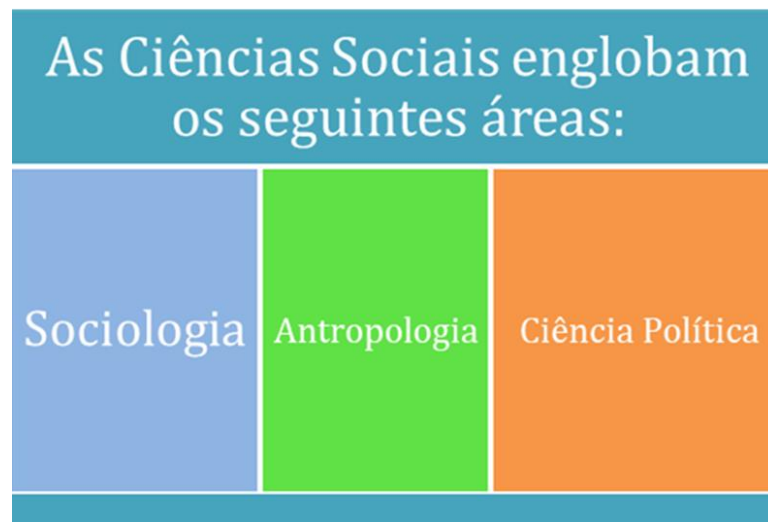 As Ciências Sociais englobam
os seguintes áreas:
Sociologia
Antropologia
Ciência Política